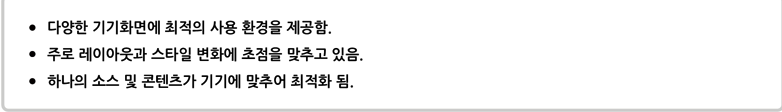 • 다양한 기기화면에 최적의 사용 환경을 제공함.
• 주로 레이아웃과 스타일 변화에 초점을 맞추고 있음.
• 하나의 소스 및 콘텐츠가 기기에 맞추어 최적화 됨.